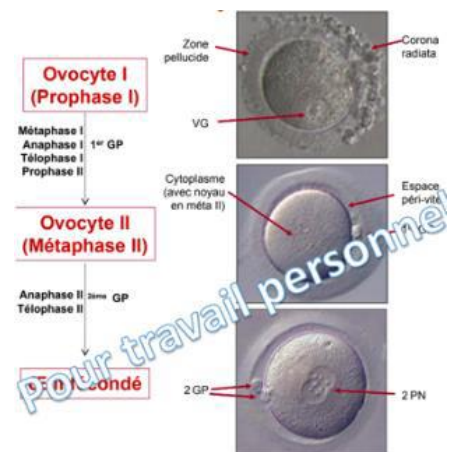 Ovocyte I
(Prophase I)
Métaphase I
Anaphase I
Télophase I
Prophase II
1er GP
Ovocyte II
(Métaphase II)
Anaphase II
Télophase II
2ème GP
Zone
pellucide
Corona
radiata
VG
Cytoplasme
(avec noyau
en méta II)
Espace
2 GP
2 PN
Pour travail personnel